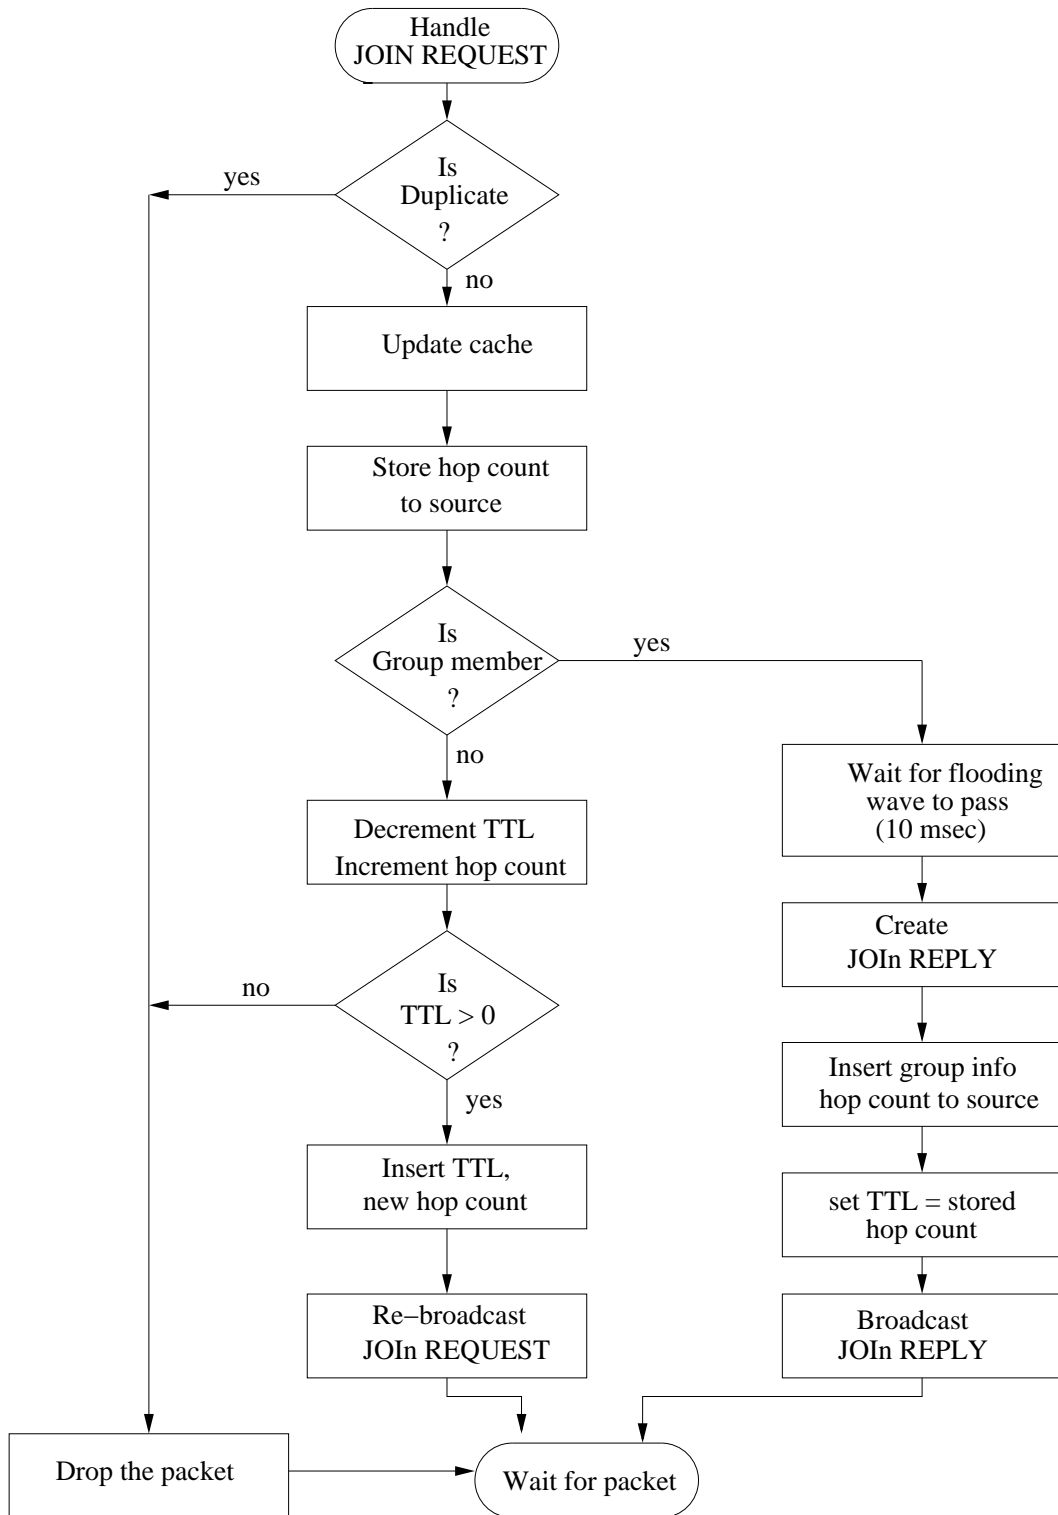 Handle
JOIN REQUEST
Is
Duplicate
?
yes
no
Update cache
Store hop count
to source
Is
Group member
?
yes
no
Decrement TTL
Increment hop count
Wait for flooding
wave to pass
(10 msec)
Create
JOIn REPLY
Is
TTL > 0
?
no
yes
Insert group info
hop count to source
Insert TTL,
new hop count
set TTL = stored
hop count
Re−broadcast
JOIn REQUEST
Broadcast
JOIn REPLY
Drop the packet
Wait for packet